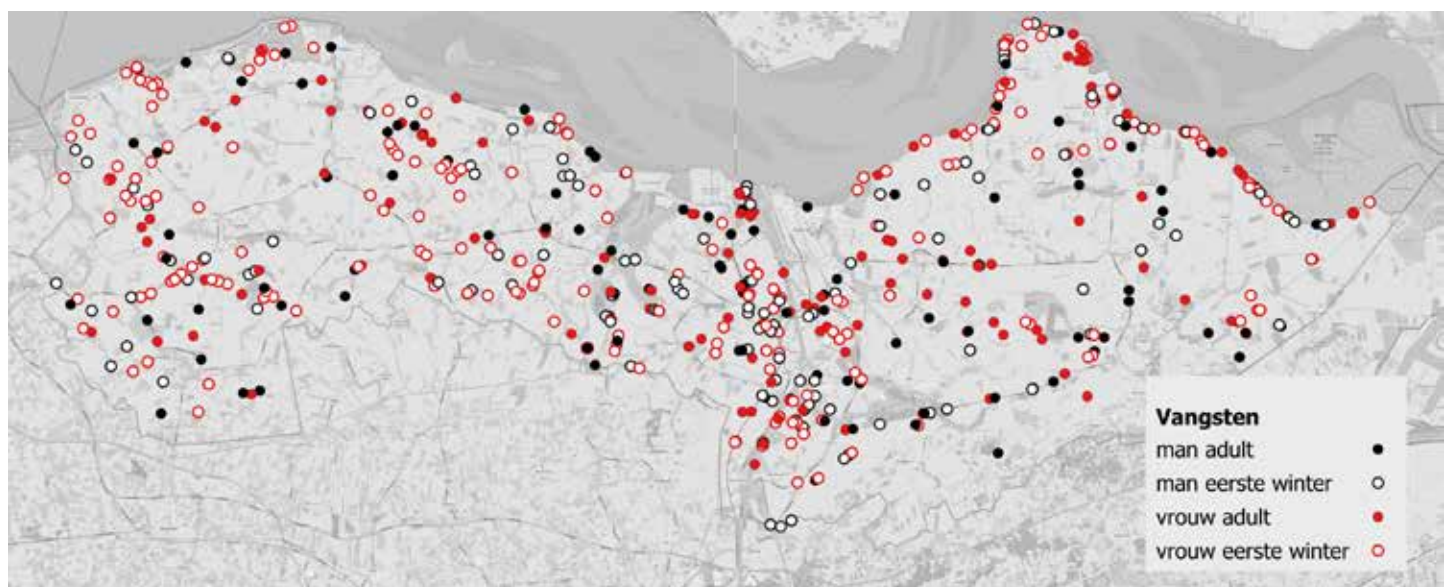 Vangsten
man adult
man eerste winter
vrouw adult
vrouw eerste winter